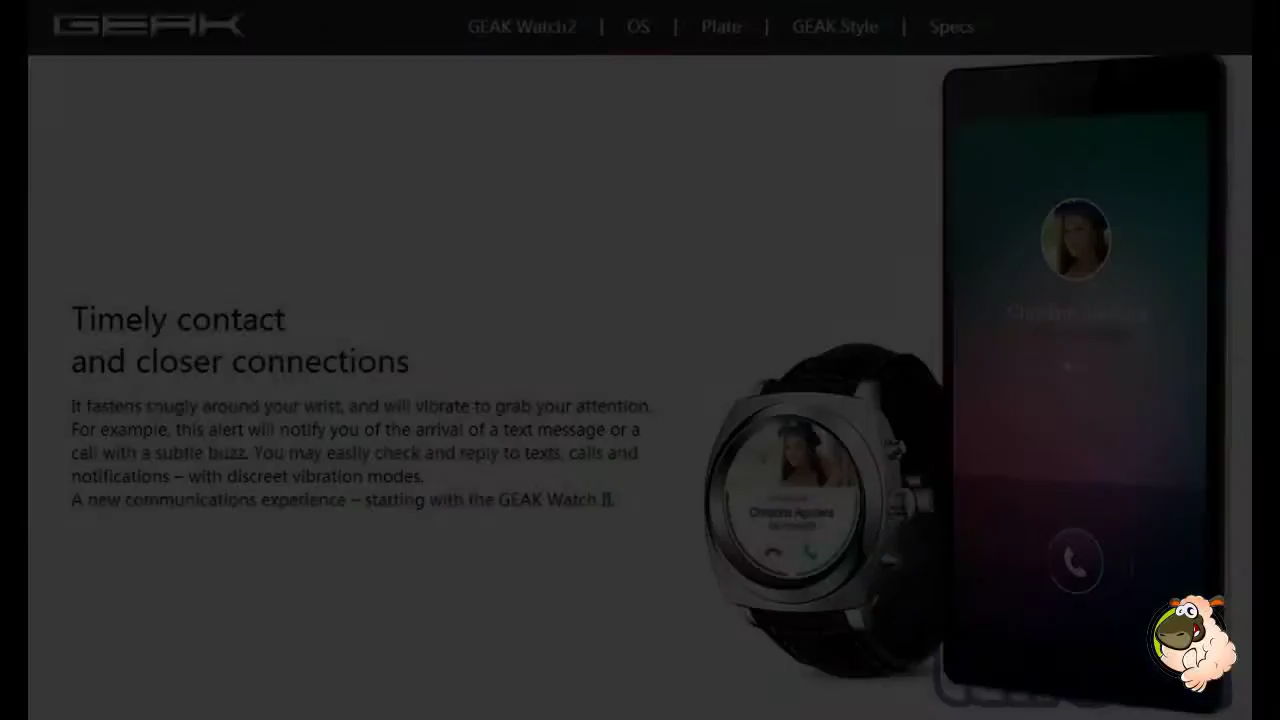 GEAK
GEAK Watch2 | OS | Plate | GEAK Style | Specs
Timely contact
and closer connections
It fastens snugly around your wrist, and will vibrate to grab your attention.
For example, this alert will notify you of the arrival of a text message or a
call with a subtle buzz. You may easily check and reply to texts, calls and
notifications – with discreet vibration modes.
A new communications experience – starting with the GEAK Watch II.
Christina Aguilera